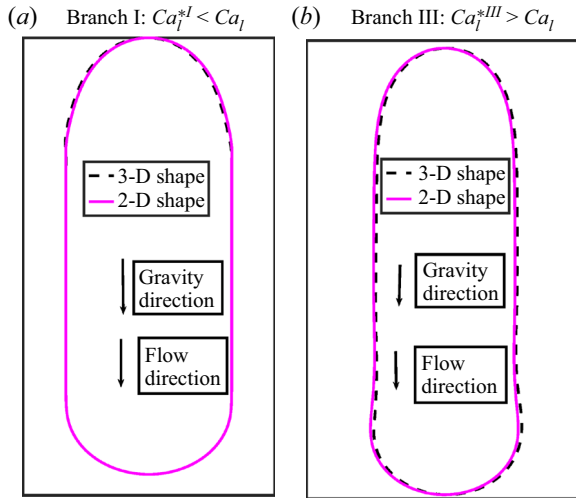 (a) Branch I: Ca_l^{*I} < Ca_l
(b) Branch III: Ca_l^{*III} > Ca_l
3-D shape
2-D shape
Gravity
direction
Flow
direction
3-D shape
2-D shape
Gravity
direction
Flow
direction